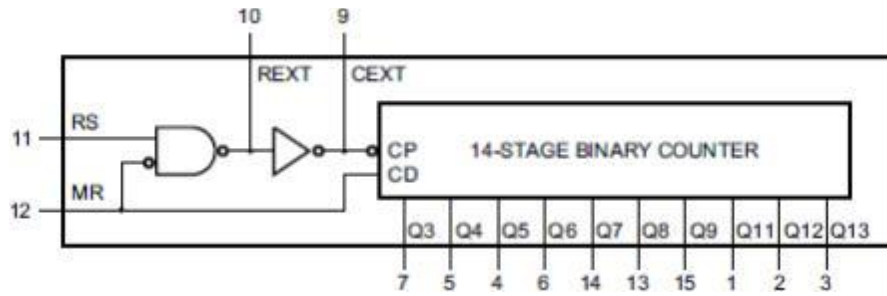 10 9
REXT CEXT
11 RS
CP 14-STAGE BINARY COUNTER
CD
12 MR
Q3 Q4 Q5 Q6 Q7 Q8 Q9 Q11 Q12 Q13
7 5 4 6 14 13 15 1 2 3